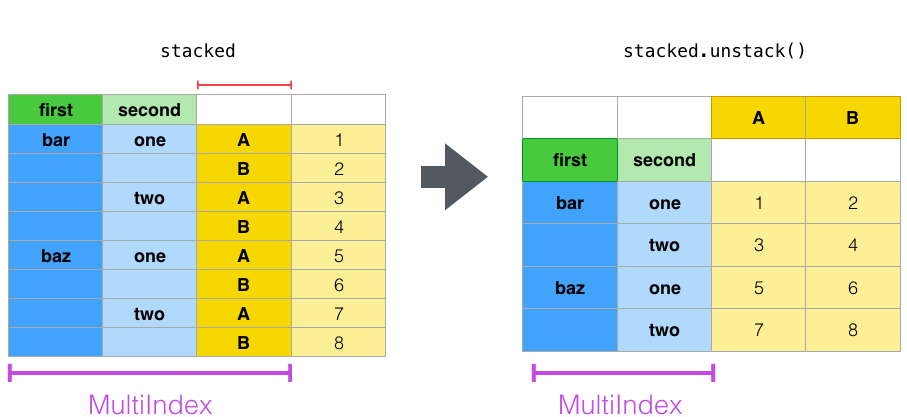 stacked
first second
bar one A 1
B 2
two A 3
B 4
baz one A 5
B 6
two A 7
B 8
MultiIndex
stacked.unstack()
A B
first second
bar one 1 2
two 3 4
baz one 5 6
two 7 8
MultiIndex